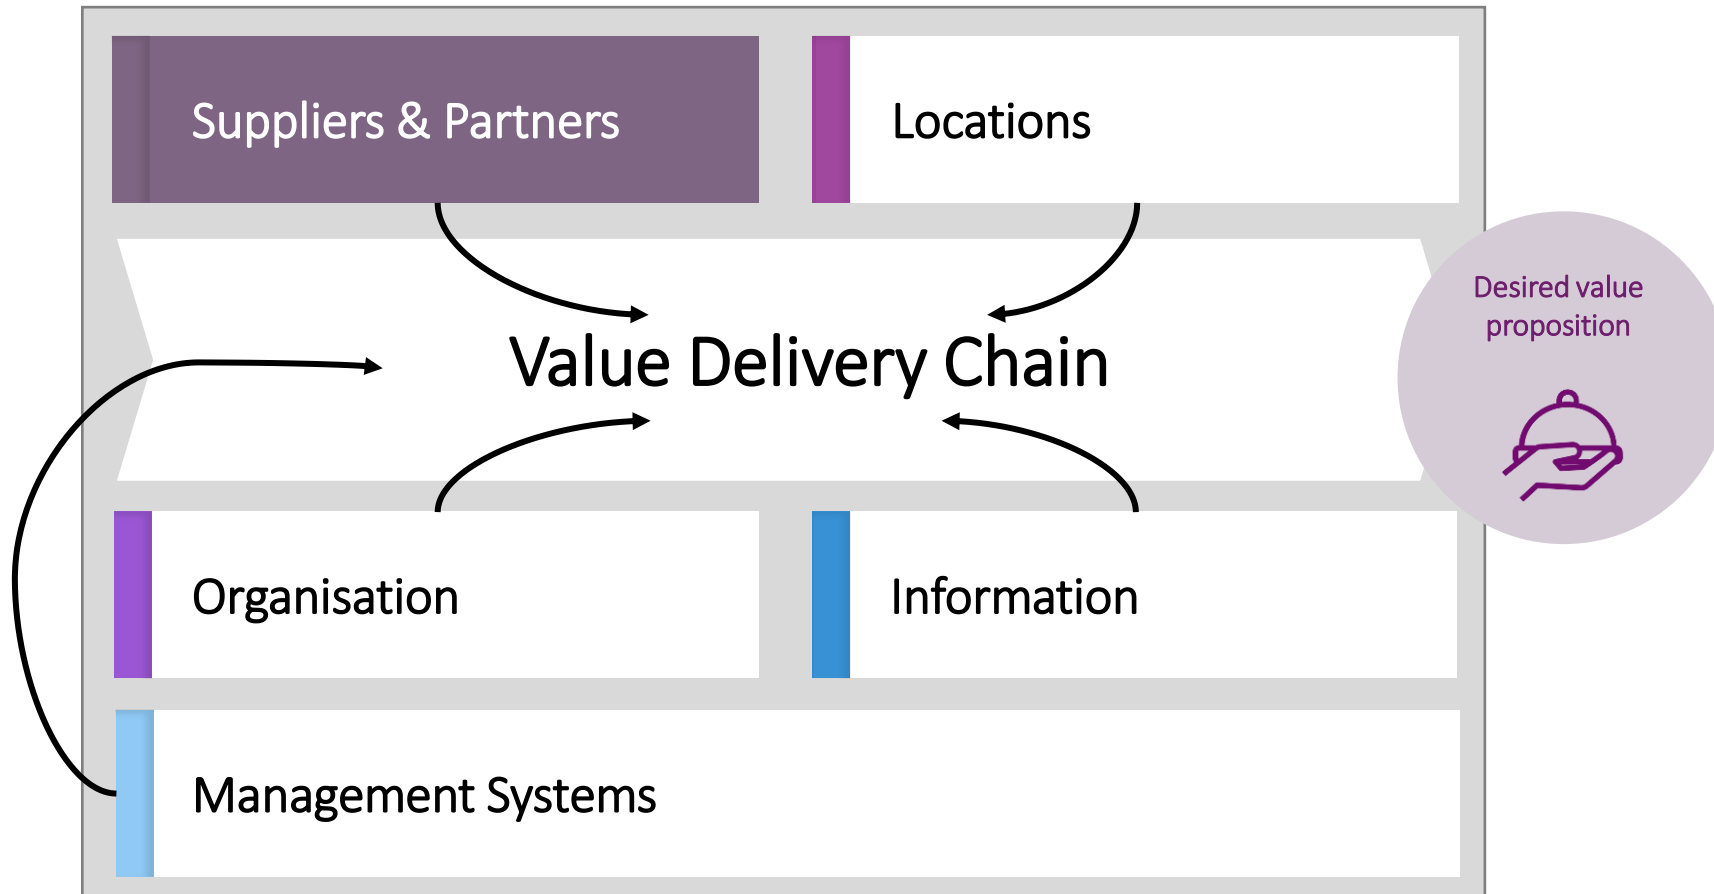 Suppliers & Partners
Locations
Desired value
proposition
Value Delivery Chain
Organisation
Information
Management Systems